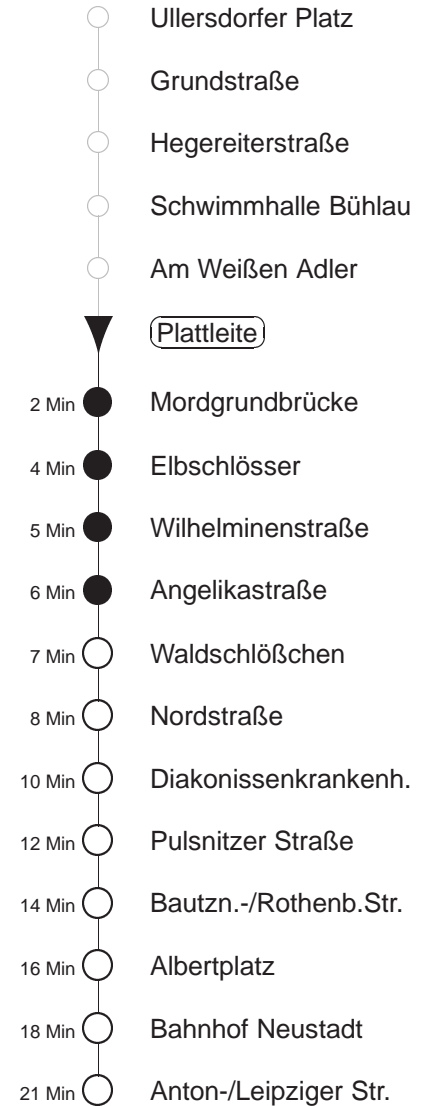 Ullersdorfer Platz
Grundstraße
Hegereiterstraße
Schwimmhalle Bühlau
Am Weißen Adler
Plattleite
2 Min Mordgrundbrücke
4 Min Elbschlösser
5 Min Wilhelminenstraße
6 Min Angelikastraße
7 Min Waldschlößchen
8 Min Nordstraße
10 Min Diakonissenkrankenh.
12 Min Pulsnitzer Straße
14 Min Bautzn.-/Rothenb.Str.
16 Min Albertplatz
18 Min Bahnhof Neustadt
21 Min Anton-/Leipziger Str.